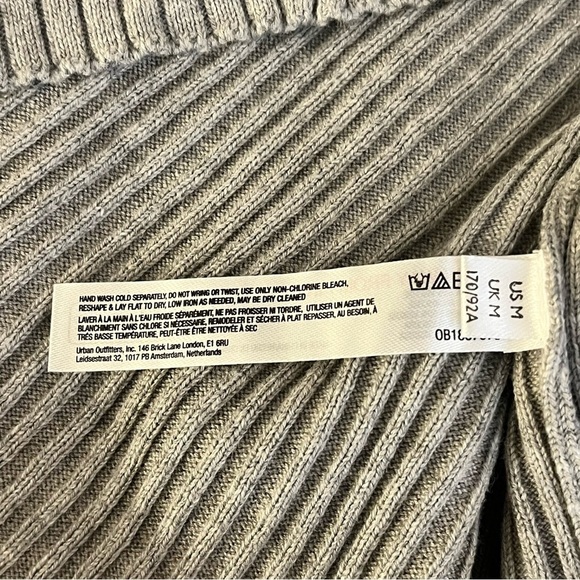 HAND WASH COLD SEPARATELY, DO NOT WRING OR TWIST, USE ONLY NON-CHLORINE BLEACH,
RESHAPE & LAY FLAT TO DRY, LOW IRON AS NEEDED, MAY BE DRY CLEANED
LAVER À LA MAIN À L'EAU FROIDE SÉPARÉMENT, NE PAS FROISSER NI TORDRE, UTILISER UN AGENT DE
BLANCHIMENT SANS CHLORE SI NÉCESSAIRE, REMODELER ET SÉCHER À PLAT REPASSER, AU BESOIN, À
TRÈS BASSE TEMPÉRATURE, PEUT-ÊTRE ÊTRE NETTOYÉE À SEC
Urban Outfitters, Inc. 146 Brick Lane London, E1 6RU
Leidsestraat 32, 1017 PB Amsterdam, Netherlands
US M
UK M
170/92A